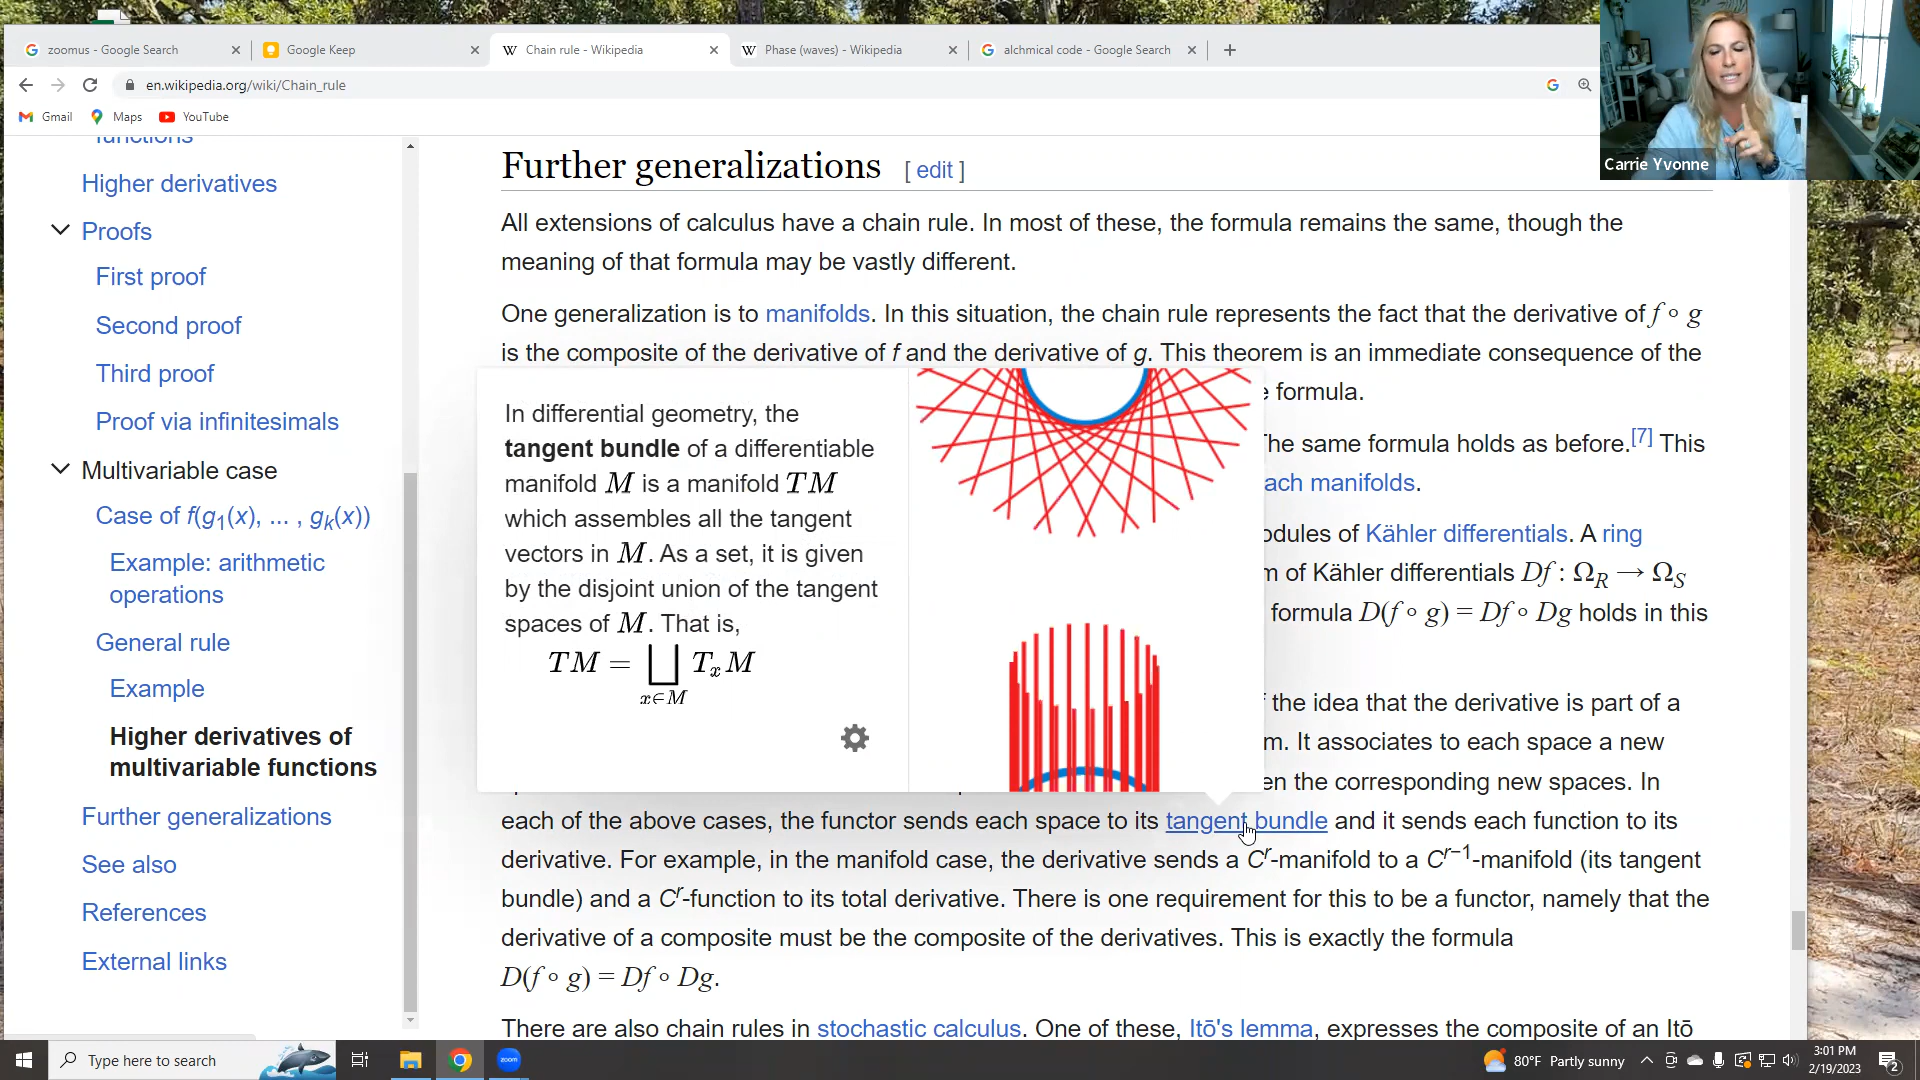 zoomus - Google Search
Google Keep
Chain rule - Wikipedia
Phase (waves) - Wikipedia
alchmical code - Google Search
en.wikipedia.org/wiki/Chain_rule
Gmail
Maps
YouTube
Carrie Yvonne
functions
Higher derivatives
Proofs
First proof
Second proof
Third proof
Proof via infinitesimals
Multivariable case
Case of f(g₁(x), ... , gₖ(x))
Example: arithmetic
operations
General rule
Example
Higher derivatives of
multivariable functions
Further generalizations
See also
References
External links
Further generalizations [ edit ]
All extensions of calculus have a chain rule. In most of these, the formula remains the same, though the
meaning of that formula may be vastly different.
One generalization is to manifolds. In this situation, the chain rule represents the fact that the derivative of f ∘ g
is the composite of the derivative of f and the derivative of g. This theorem is an immediate consequence of the
formula.
The same formula holds as before.[7] This
ach manifolds.
odules of Kähler differentials. A ring
m of Kähler differentials Df : Ω_R → Ω_S
formula D(f ∘ g) = Df ∘ Dg holds in this
the idea that the derivative is part of a
m. It associates to each space a new
en the corresponding new spaces. In
each of the above cases, the functor sends each space to its tangent bundle and it sends each function to its
derivative. For example, in the manifold case, the derivative sends a Cʳ-manifold to a Cʳ⁻¹-manifold (its tangent
bundle) and a Cʳ-function to its total derivative. There is one requirement for this to be a functor, namely that the
derivative of a composite must be the composite of the derivatives. This is exactly the formula
D(f ∘ g) = Df ∘ Dg.
There are also chain rules in stochastic calculus. One of these, Itō's lemma, expresses the composite of an Itō
In differential geometry, the
tangent bundle of a differentiable
manifold M is a manifold TM
which assembles all the tangent
vectors in M. As a set, it is given
by the disjoint union of the tangent
spaces of M. That is,
TM = ⨆ TₓM
x∈M
Type here to search
zoom
80°F Partly sunny
3:01 PM
2/19/2023
2